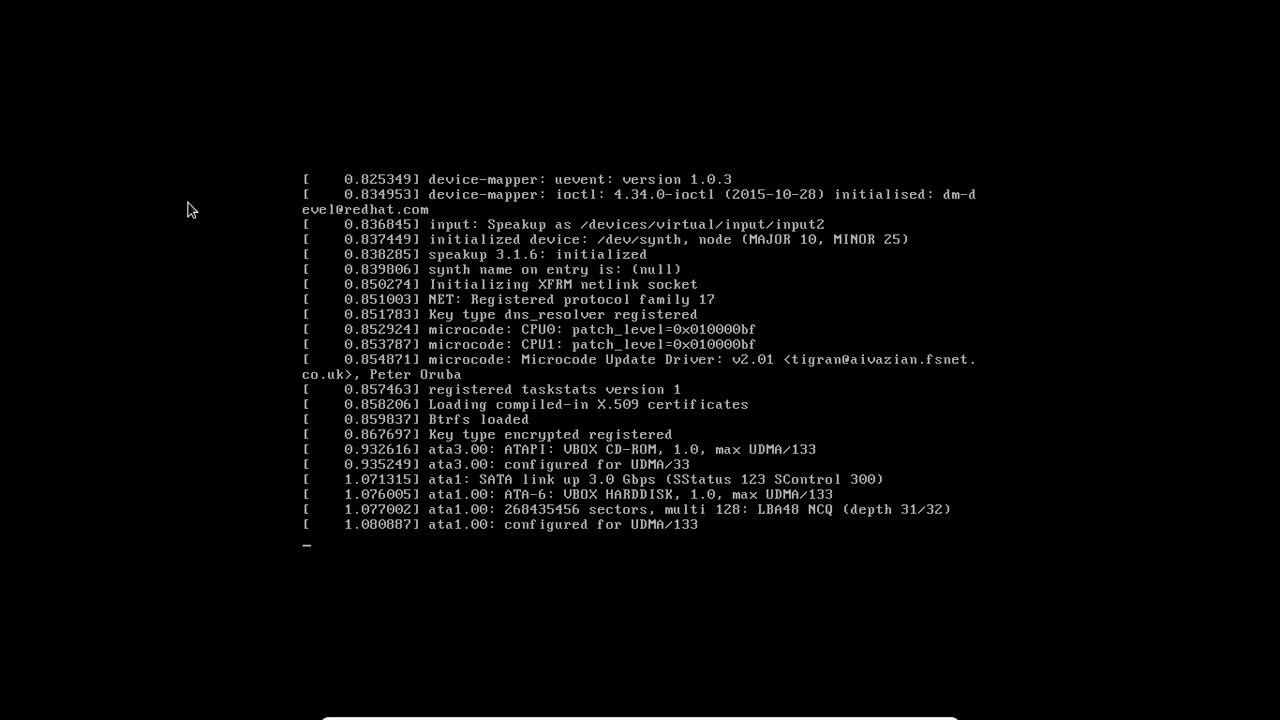 [    0.825349] device-mapper: uevent: version 1.0.3
[    0.834953] device-mapper: ioctl: 4.34.0-ioctl (2015-10-28) initialised: dm-d
evel@redhat.com
[    0.836845] input: Speakup as /devices/virtual/input/input2
[    0.837449] initialized device: /dev/synth, node (MAJOR 10, MINOR 25)
[    0.838285] speakup 3.1.6: initialized
[    0.839806] synth name on entry is: (null)
[    0.850274] Initializing XFRM netlink socket
[    0.851003] NET: Registered protocol family 17
[    0.851783] Key type dns_resolver registered
[    0.852924] microcode: CPU0: patch_level=0x010000bf
[    0.853787] microcode: CPU1: patch_level=0x010000bf
[    0.854871] microcode: Microcode Update Driver: v2.01 <tigran@aivazian.fsnet.
co.uk>, Peter Oruba
[    0.857463] registered taskstats version 1
[    0.858206] Loading compiled-in X.509 certificates
[    0.859837] Btrfs loaded
[    0.867697] Key type encrypted registered
[    0.932616] ata3.00: ATAPI: VBOX CD-ROM, 1.0, max UDMA/133
[    0.935249] ata3.00: configured for UDMA/33
[    1.071315] ata1: SATA link up 3.0 Gbps (SStatus 123 SControl 300)
[    1.076005] ata1.00: ATA-6: VBOX HARDDISK, 1.0, max UDMA/133
[    1.077002] ata1.00: 268435456 sectors, multi 128: LBA48 NCQ (depth 31/32)
[    1.080887] ata1.00: configured for UDMA/133
_